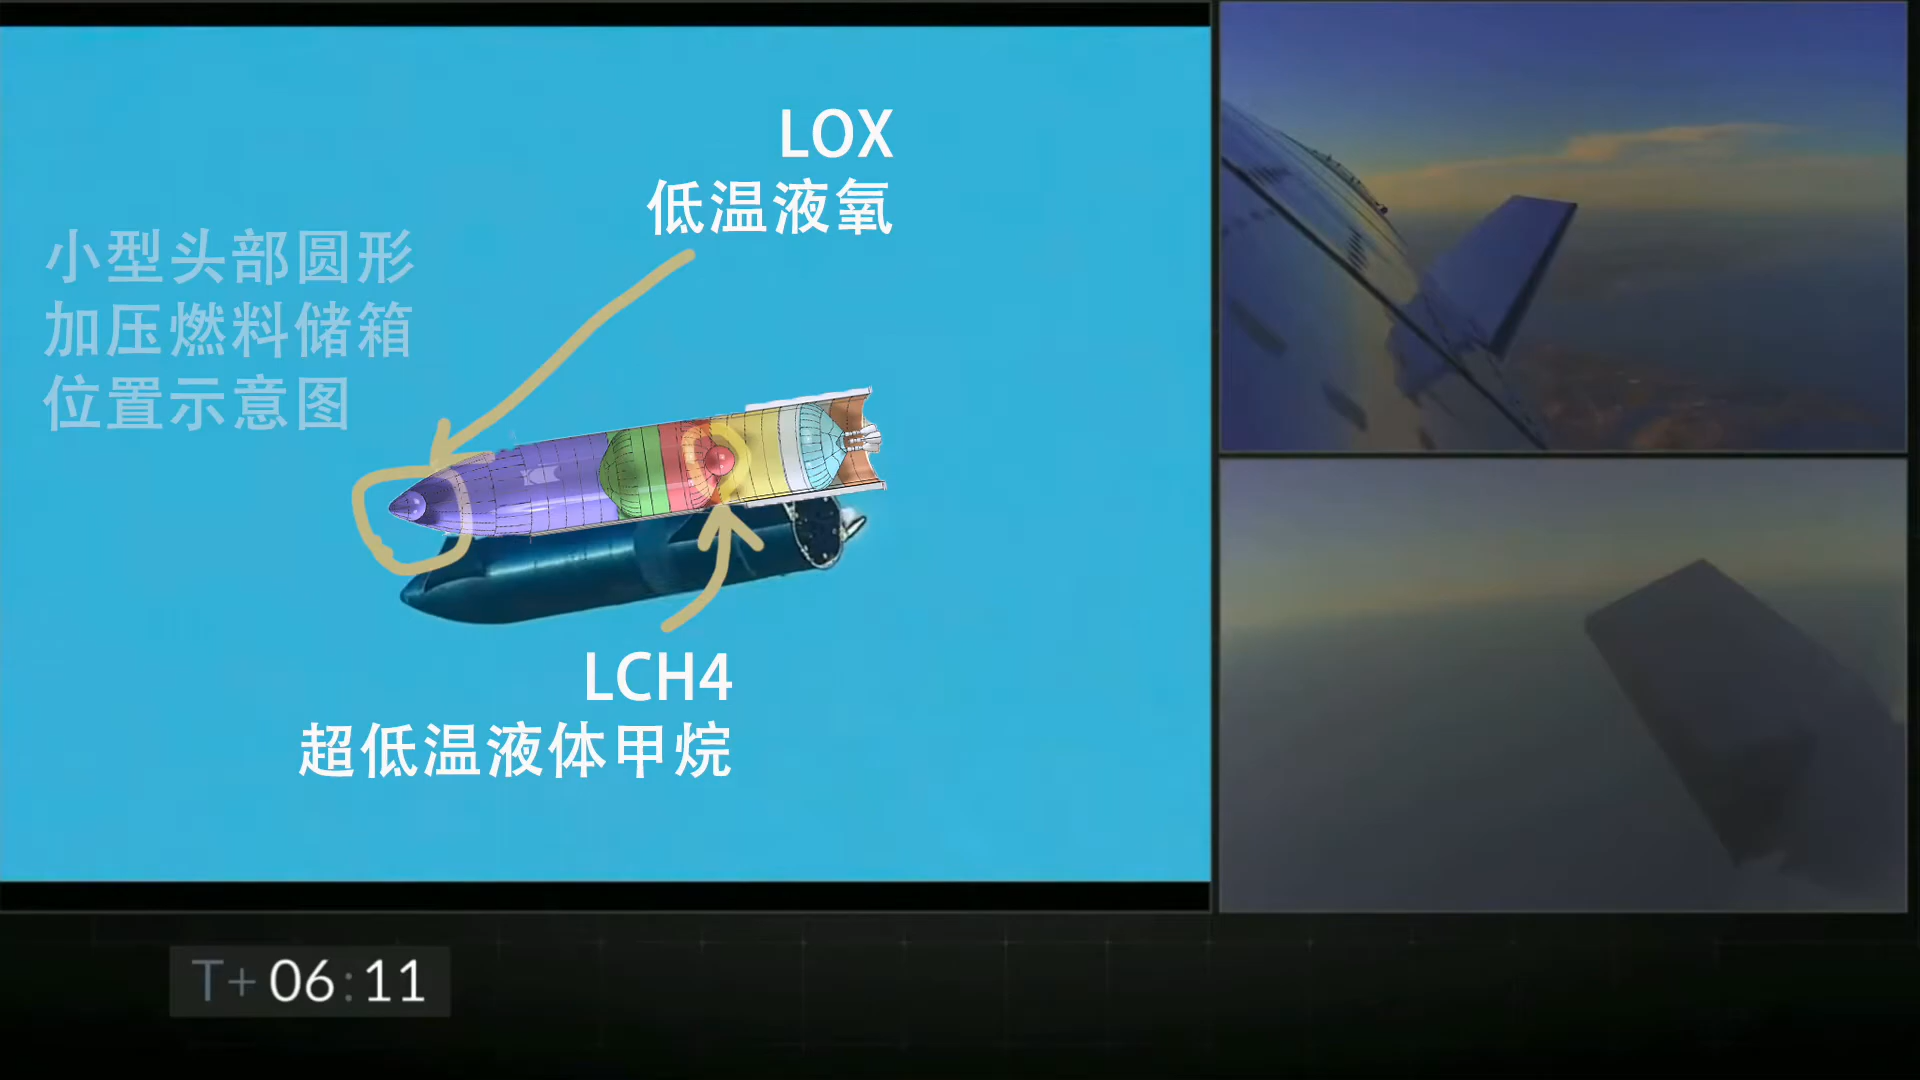 LOX
低温液氧
小型头部圆形
加压燃料储箱
位置示意图
LCH4
超低温液体甲烷
T+ 06:11